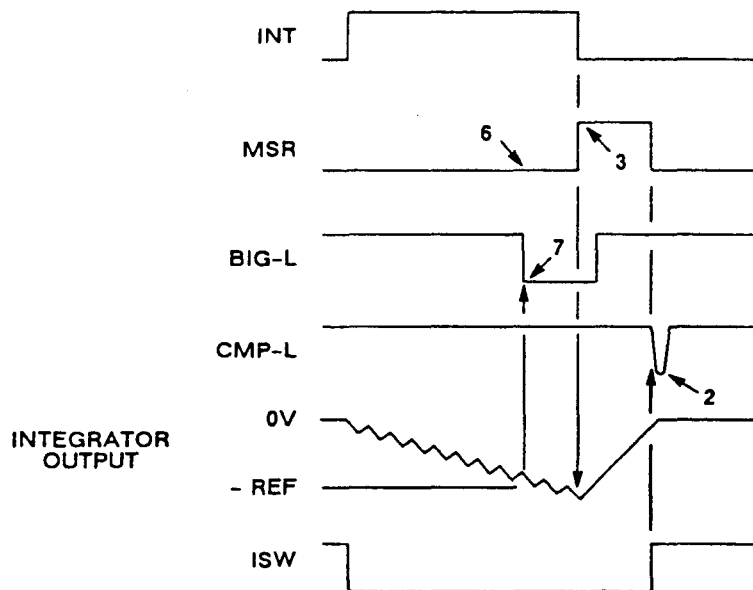 INT
6
MSR
3
7
BIG-L
CMP-L
2
0V
INTEGRATOR
OUTPUT
- REF
ISW